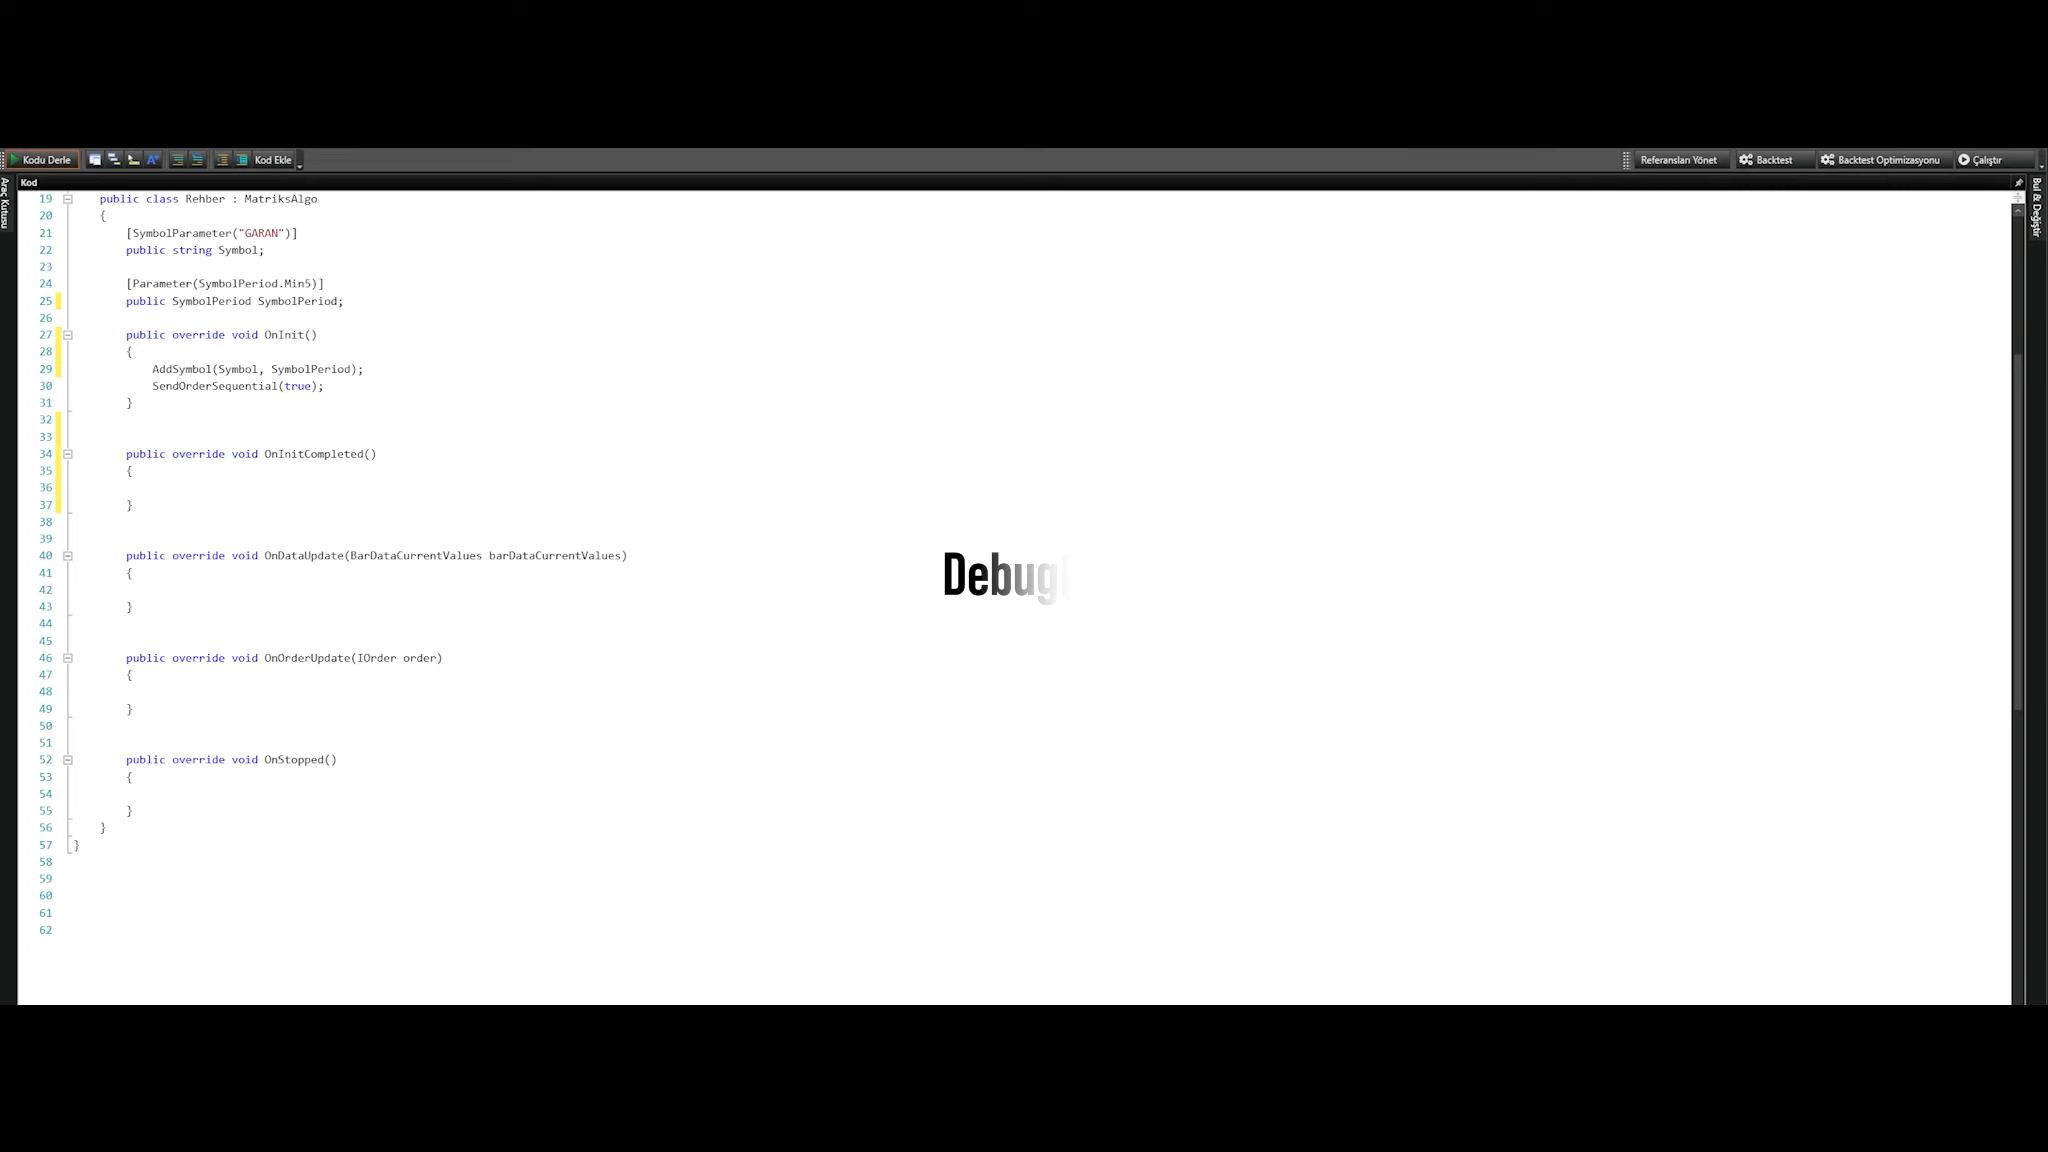 Kodu Derle Kod Ekle Referansları Yönet Backtest Backtest Optimizasyonu Çalıştır
Araç Kutusu
Kod
Bul & Değiştir
19 public class Rehber : MatriksAlgo
20 {
21 [SymbolParameter("GARAN")]
22 public string Symbol;
23
24 [Parameter(SymbolPeriod.Min5)]
25 public SymbolPeriod SymbolPeriod;
26
27 public override void OnInit()
28 {
29 AddSymbol(Symbol, SymbolPeriod);
30 SendOrderSequential(true);
31 }
32
33
34 public override void OnInitCompleted()
35 {
36
37 }
38
39
40 public override void OnDataUpdate(BarDataCurrentValues barDataCurrentValues)
41 {
42
43 }
44
45
46 public override void OnOrderUpdate(IOrder order)
47 {
48
49 }
50
51
52 public override void OnStopped()
53 {
54
55 }
56 }
57 }
58
59
60
61
62
Debug